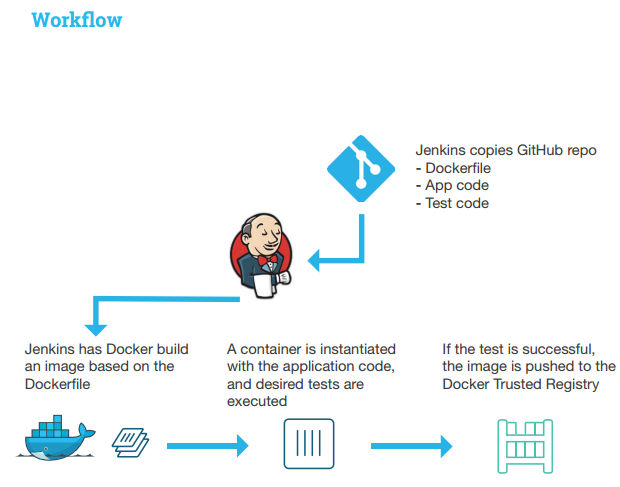 Workflow
Jenkins copies GitHub repo
- Dockerfile
- App code
- Test code
Jenkins has Docker build
an image based on the
Dockerfile
A container is instantiated
with the application code,
and desired tests are
executed
If the test is successful,
the image is pushed to the
Docker Trusted Registry